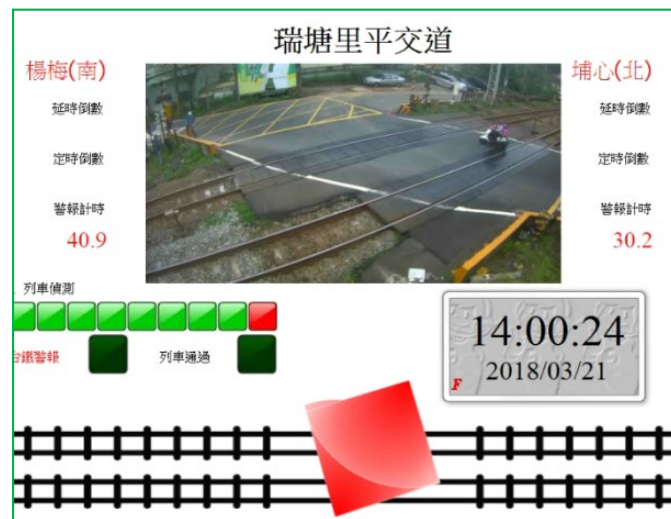 瑞塘里平交道
楊梅(南)
延時倒數
定時倒數
警報計時
40.9
埔心(北)
延時倒數
定時倒數
警報計時
30.2
列車偵測
台鐵警報
列車通過
14:00:24
2018/03/21
F